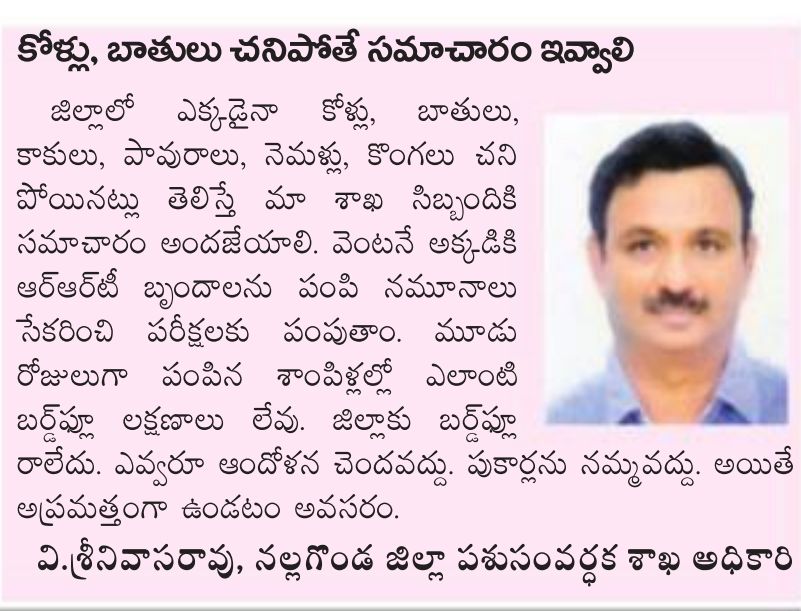 కోళ్లు, బాతులు చనిపోతే సమాచారం ఇవ్వాలి
జిల్లాలో ఎక్కడైనా కోళ్లు, బాతులు,
కాకులు, పావురాలు, నెమళ్లు, కొంగలు చని
పోయినట్లు తెలిస్తే మా శాఖ సిబ్బందికి
సమాచారం అందజేయాలి. వెంటనే అక్కడికి
ఆర్ఆర్‌టీ బృందాలను పంపి నమూనాలు
సేకరించి పరీక్షలకు పంపుతాం. మూడు
రోజులుగా పంపిన శాంపిళ్లల్లో ఎలాంటి
బర్డ్‌ఫ్లూ లక్షణాలు లేవు. జిల్లాకు బర్డ్‌ఫ్లూ
రాలేదు. ఎవ్వరూ ఆందోళన చెందవద్దు. పుకార్లను నమ్మవద్దు. అయితే
అప్రమత్తంగా ఉండటం అవసరం.
వి.శ్రీనివాసరావు, నల్లగొండ జిల్లా పశుసంవర్ధక శాఖ అధికారి